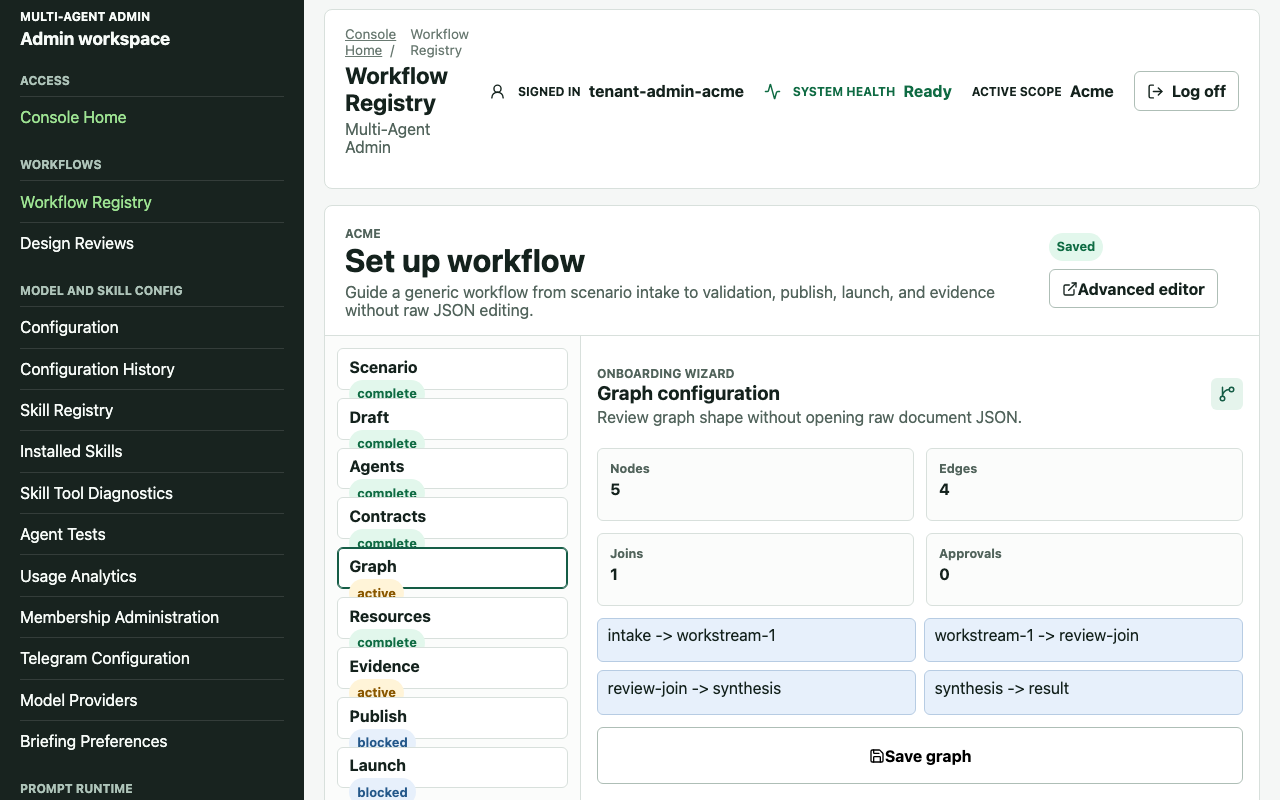 MULTI-AGENT ADMIN
Admin workspace
ACCESS
Console Home
WORKFLOWS
Workflow Registry
Design Reviews
MODEL AND SKILL CONFIG
Configuration
Configuration History
Skill Registry
Installed Skills
Skill Tool Diagnostics
Agent Tests
Usage Analytics
Membership Administration
Telegram Configuration
Model Providers
Briefing Preferences
PROMPT RUNTIME
Console Home / Workflow Registry
Workflow
Registry
Multi-Agent
Admin
SIGNED IN tenant-admin-acme
SYSTEM HEALTH Ready
ACTIVE SCOPE Acme
Log off
ACME
Set up workflow
Guide a generic workflow from scenario intake to validation, publish, launch, and evidence
without raw JSON editing.
Saved
Advanced editor
Scenario
complete
Draft
complete
Agents
complete
Contracts
complete
Graph
active
Resources
complete
Evidence
active
Publish
blocked
Launch
blocked
ONBOARDING WIZARD
Graph configuration
Review graph shape without opening raw document JSON.
Nodes
5
Edges
4
Joins
1
Approvals
0
intake -> workstream-1
workstream-1 -> review-join
review-join -> synthesis
synthesis -> result
Save graph